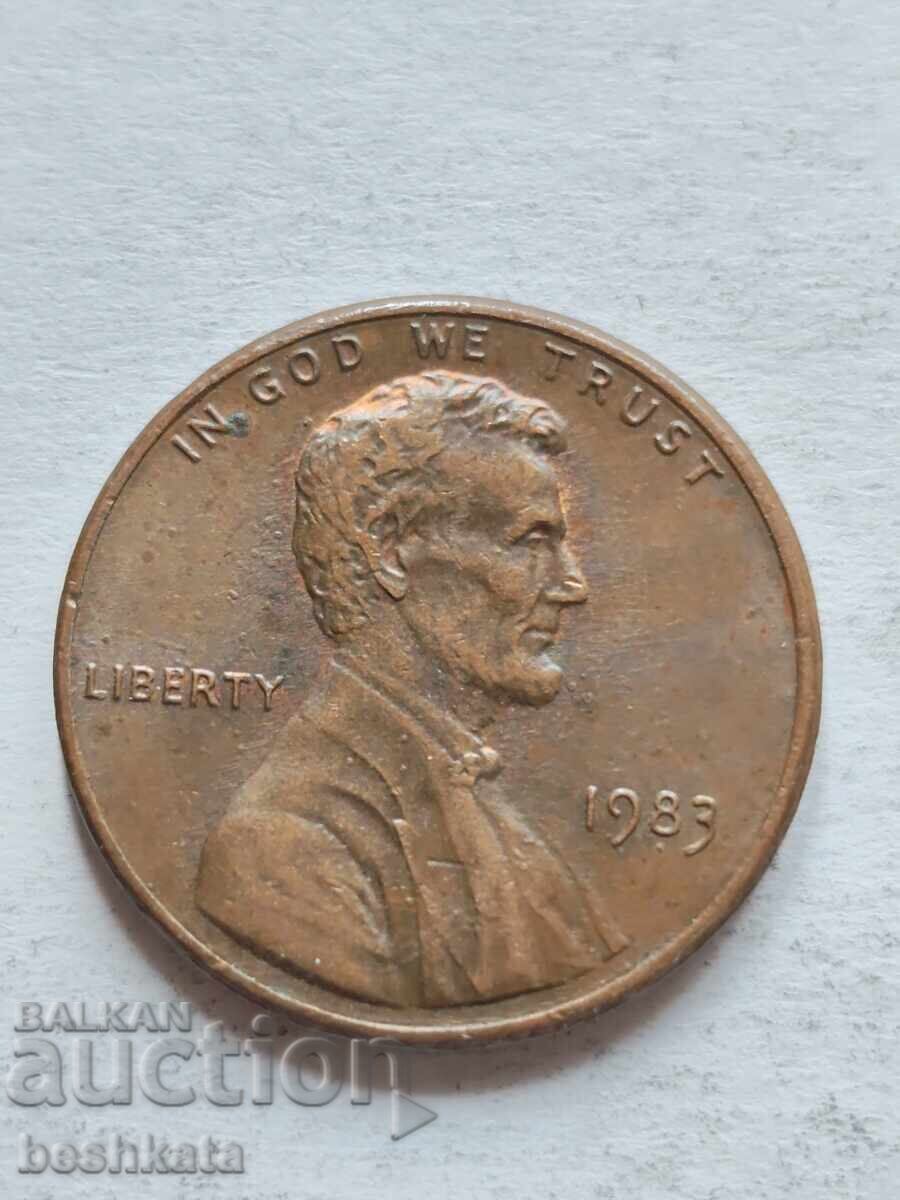 IN GOD WE TRUST
LIBERTY
1983
BALKAN
auction
beshkata